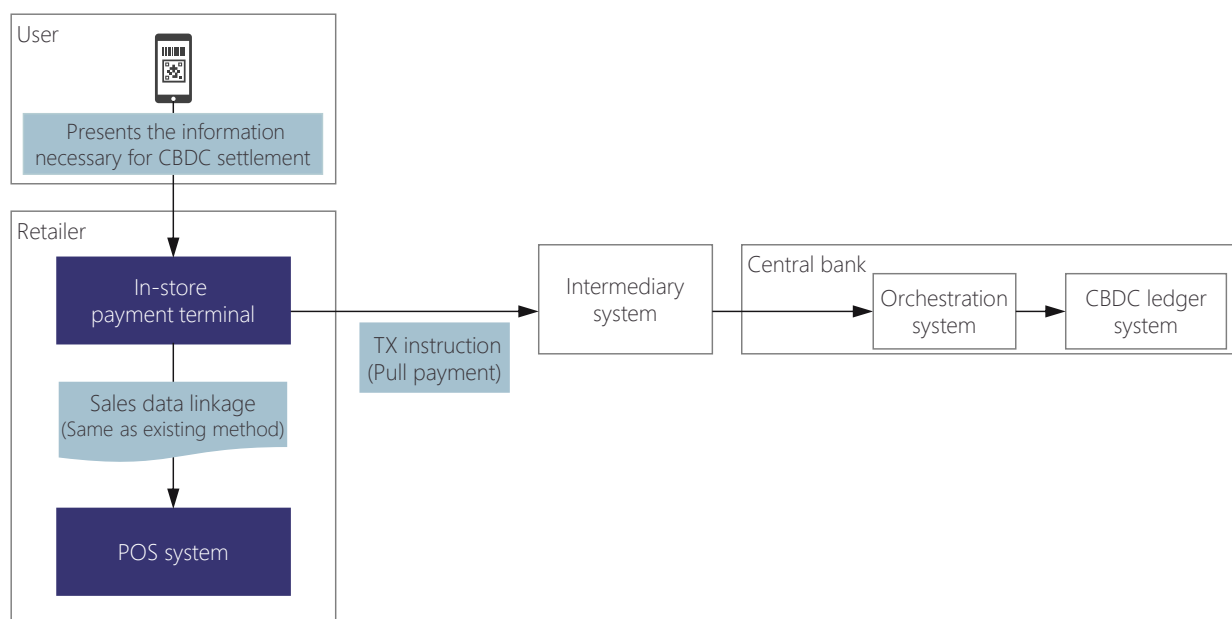 User
Presents the information
necessary for CBDC settlement
Retailer
In-store
payment terminal
TX instruction
(Pull payment)
Intermediary
system
Central bank
Orchestration
system
CBDC ledger
system
Sales data linkage
(Same as existing method)
POS system